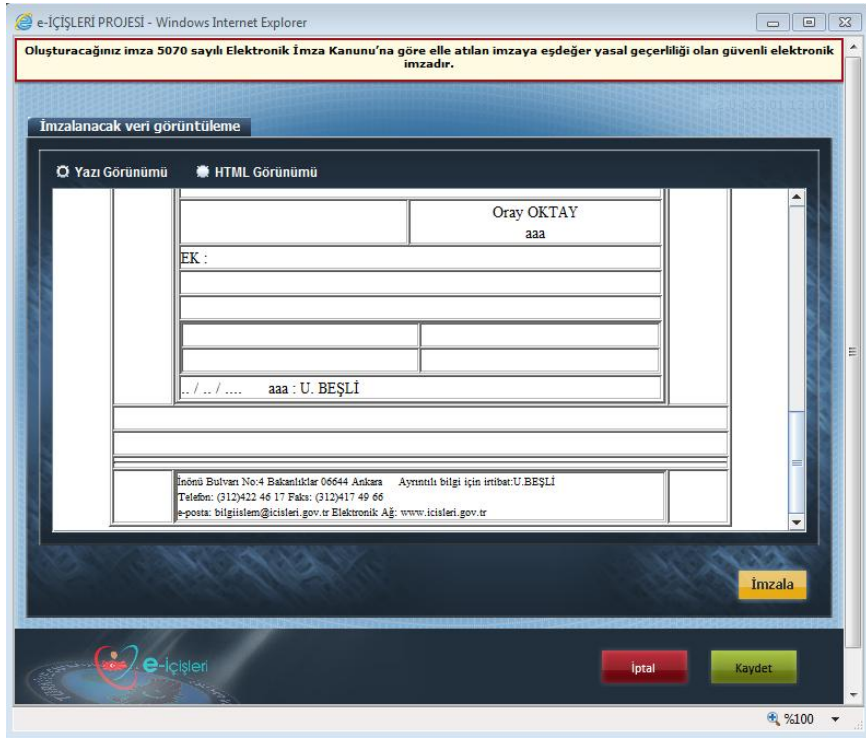 e-İÇİŞLERİ PROJESİ - Windows Internet Explorer
Oluşturacağınız imza 5070 sayılı Elektronik İmza Kanunu'na göre elle atılan imzaya eşdeğer yasal geçerliliği olan güvenli elektronik
imzadır.
İmzalanacak veri görüntüleme
Yazı Görünümü HTML Görünümü
Oray OKTAY
aaa
EK :
.. / .. / .... aaa : U. BEŞLİ
İnönü Bulvarı No:4 Bakanlıklar 06644 Ankara Ayrıntılı bilgi için irtibat:U.BEŞLİ
Telefon: (312)422 46 17 Faks: (312)417 49 66
e-posta: bilgiislem@icisleri.gov.tr Elektronik Ağ: www.icisleri.gov.tr
İmzala
e-içişleri
İptal
Kaydet
%100